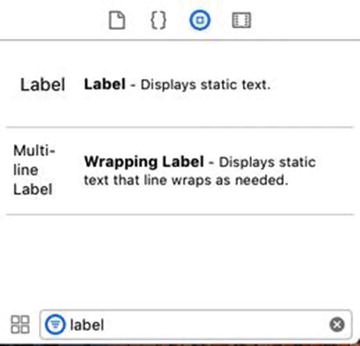 Label
Label - Displays static text.
Multi-
line
Label
Wrapping Label - Displays static
text that line wraps as needed.
label